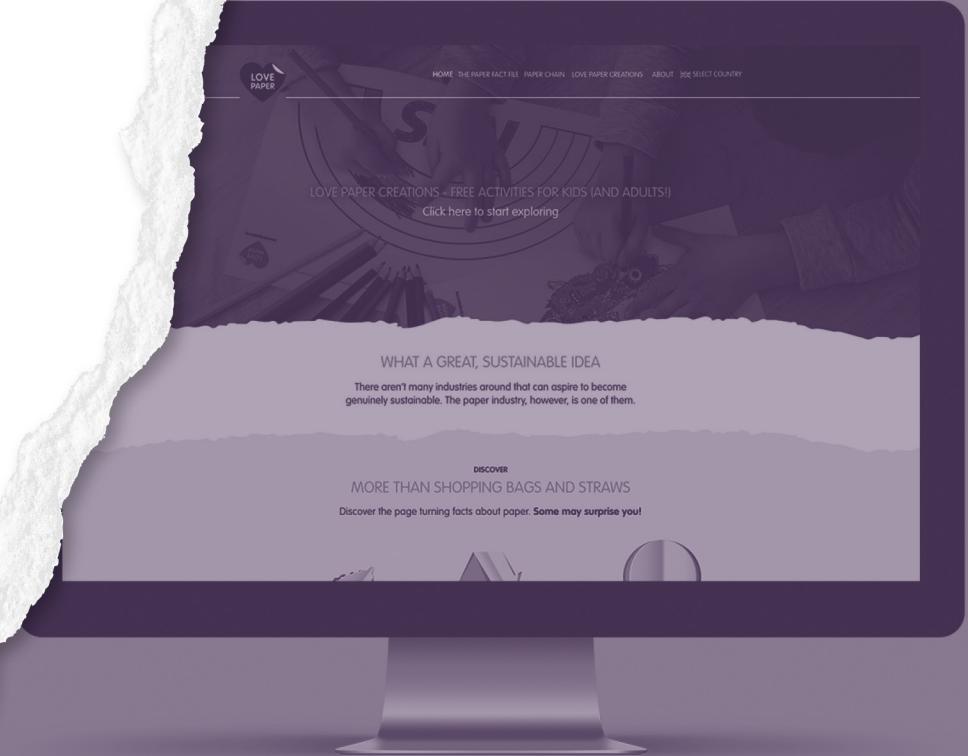 LOVE
PAPER
HOME THE PAPER FACT FILE PAPER CHAIN LOVE PAPER CREATIONS ABOUT SELECT COUNTRY
LOVE PAPER CREATIONS - FREE ACTIVITIES FOR KIDS (AND ADULTS!)
Click here to start exploring
WHAT A GREAT, SUSTAINABLE IDEA
There aren't many industries around that can aspire to become
genuinely sustainable. The paper industry, however, is one of them.
DISCOVER
MORE THAN SHOPPING BAGS AND STRAWS
Discover the page turning facts about paper. Some may surprise you!